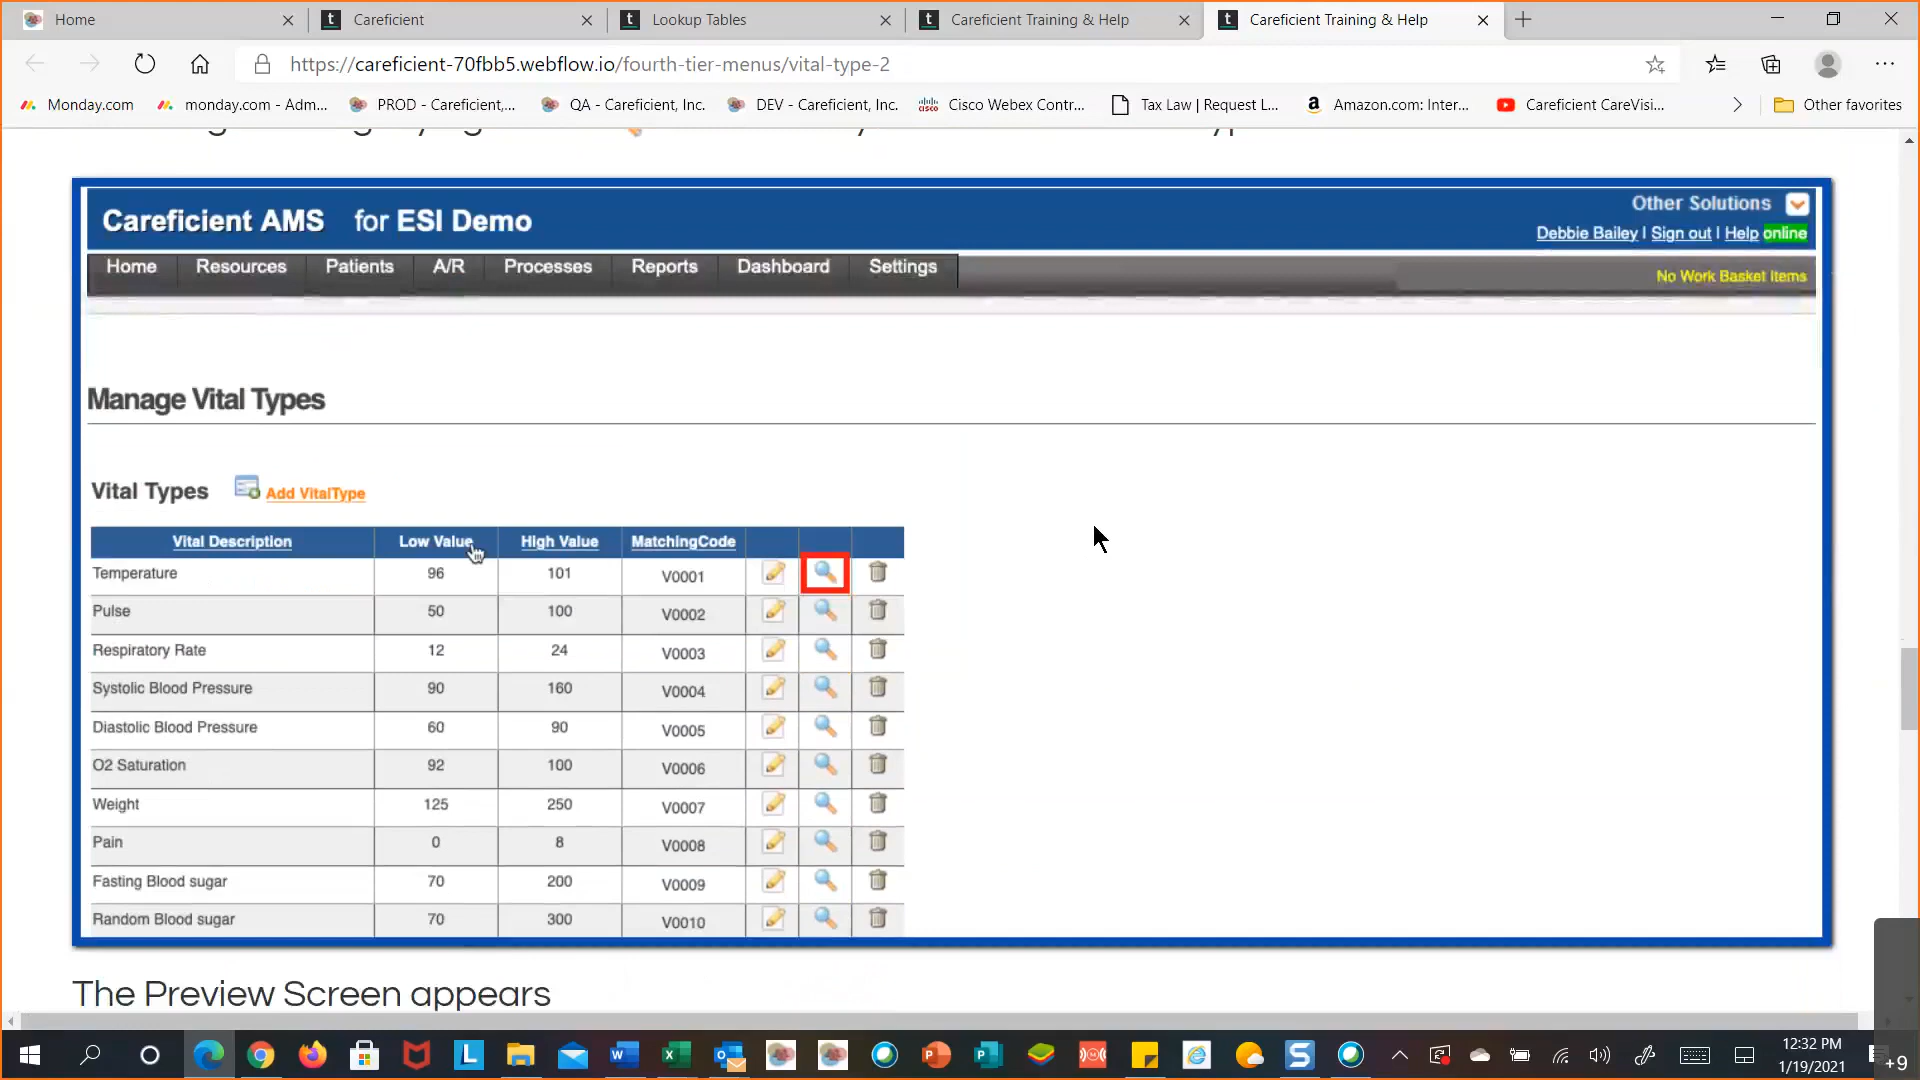 Home
Careficient
Lookup Tables
Careficient Training & Help
Careficient Training & Help
https://careficient-70fbb5.webflow.io/fourth-tier-menus/vital-type-2
Monday.com
monday.com - Adm...
PROD - Careficient,...
QA - Careficient, Inc.
DEV - Careficient, Inc.
Cisco Webex Contr...
Tax Law | Request L...
Amazon.com: Inter...
Careficient CareVisi...
Other favorites
Careficient AMS for ESI Demo
Other Solutions
Debbie Bailey | Sign out | Help online
Home Resources Patients A/R Processes Reports Dashboard Settings
No Work Basket Items
Manage Vital Types
Vital Types Add VitalType
Vital Description Low Value High Value MatchingCode
Temperature 96 101 V0001
Pulse 50 100 V0002
Respiratory Rate 12 24 V0003
Systolic Blood Pressure 90 160 V0004
Diastolic Blood Pressure 60 90 V0005
O2 Saturation 92 100 V0006
Weight 125 250 V0007
Pain 0 8 V0008
Fasting Blood sugar 70 200 V0009
Random Blood sugar 70 300 V0010
The Preview Screen appears
12:32 PM
1/19/2021
+9